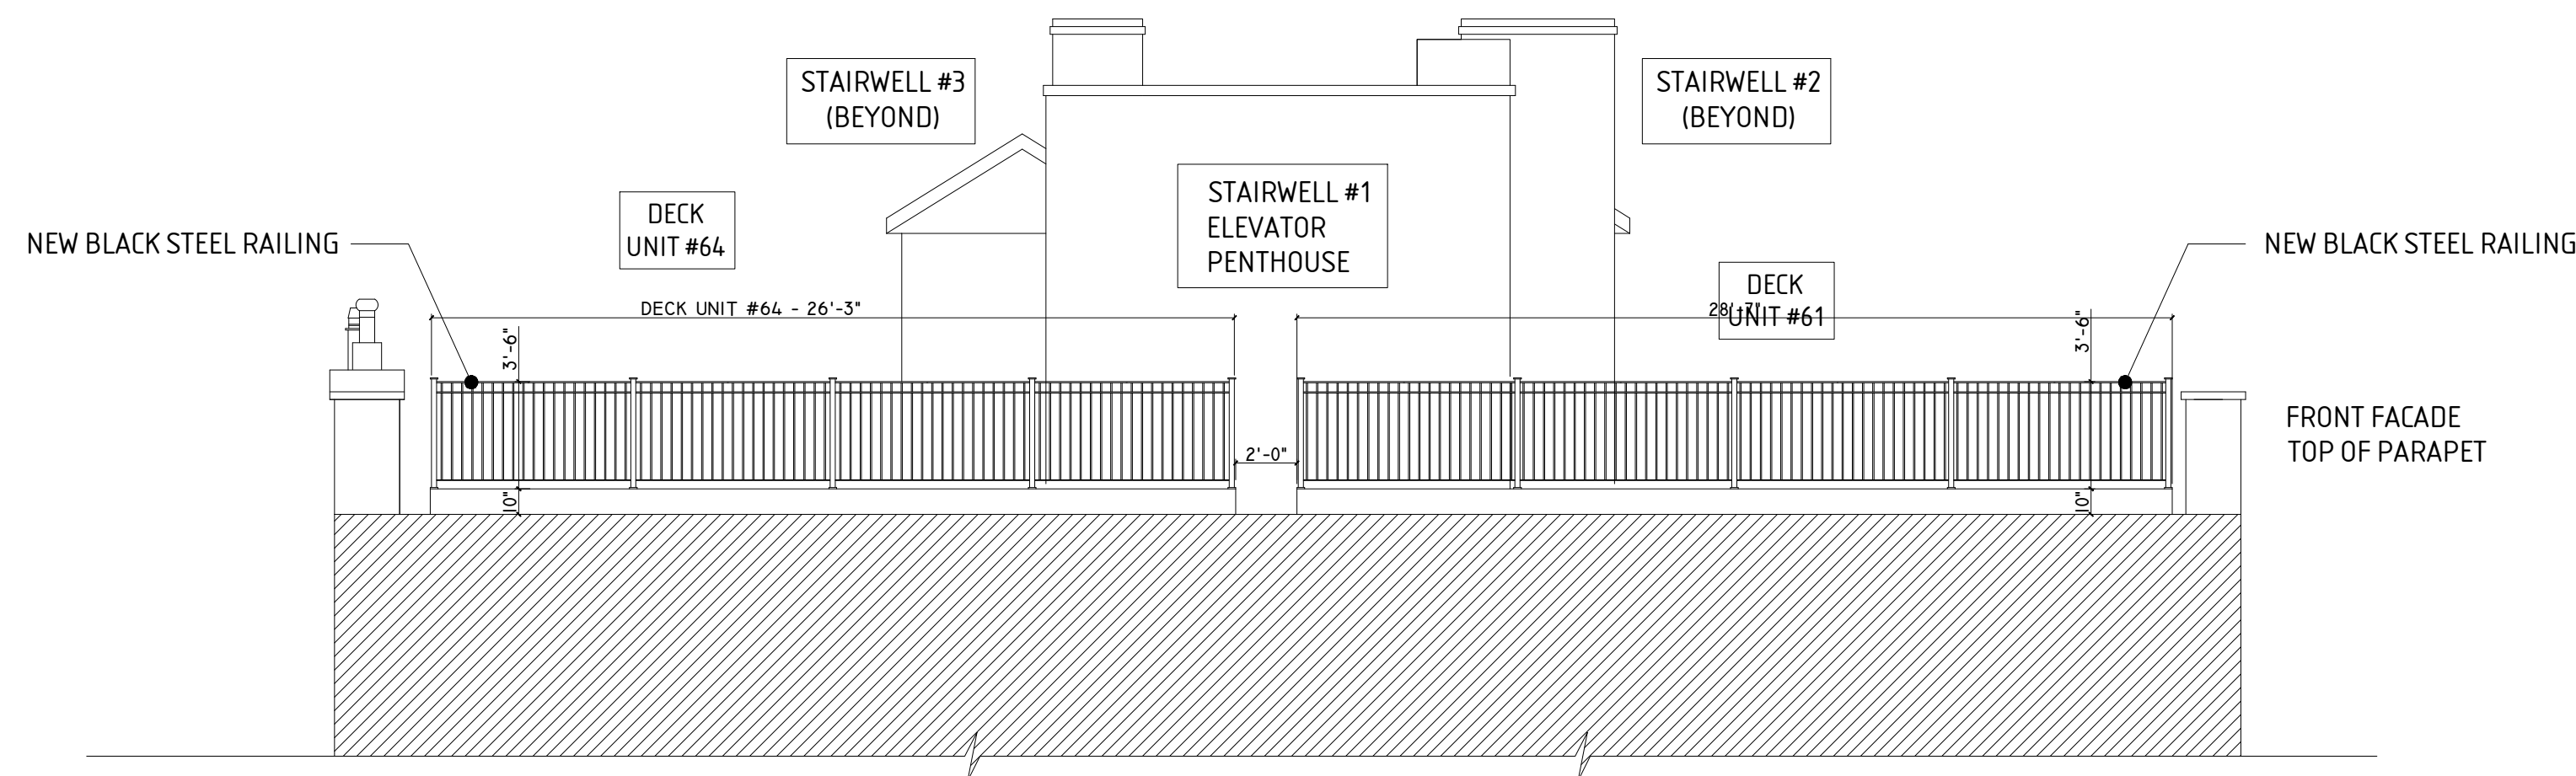 STAIRWELL #3
(BEYOND)
STAIRWELL #2
(BEYOND)
STAIRWELL #1
ELEVATOR
PENTHOUSE
DECK
UNIT #64
NEW BLACK STEEL RAILING
NEW BLACK STEEL RAILING
DECK
UNIT #61
DECK UNIT #64 - 26'-3"
28'-7"
3'-6"
3'-6"
FRONT FACADE
TOP OF PARAPET
2'-0"
10"
10"